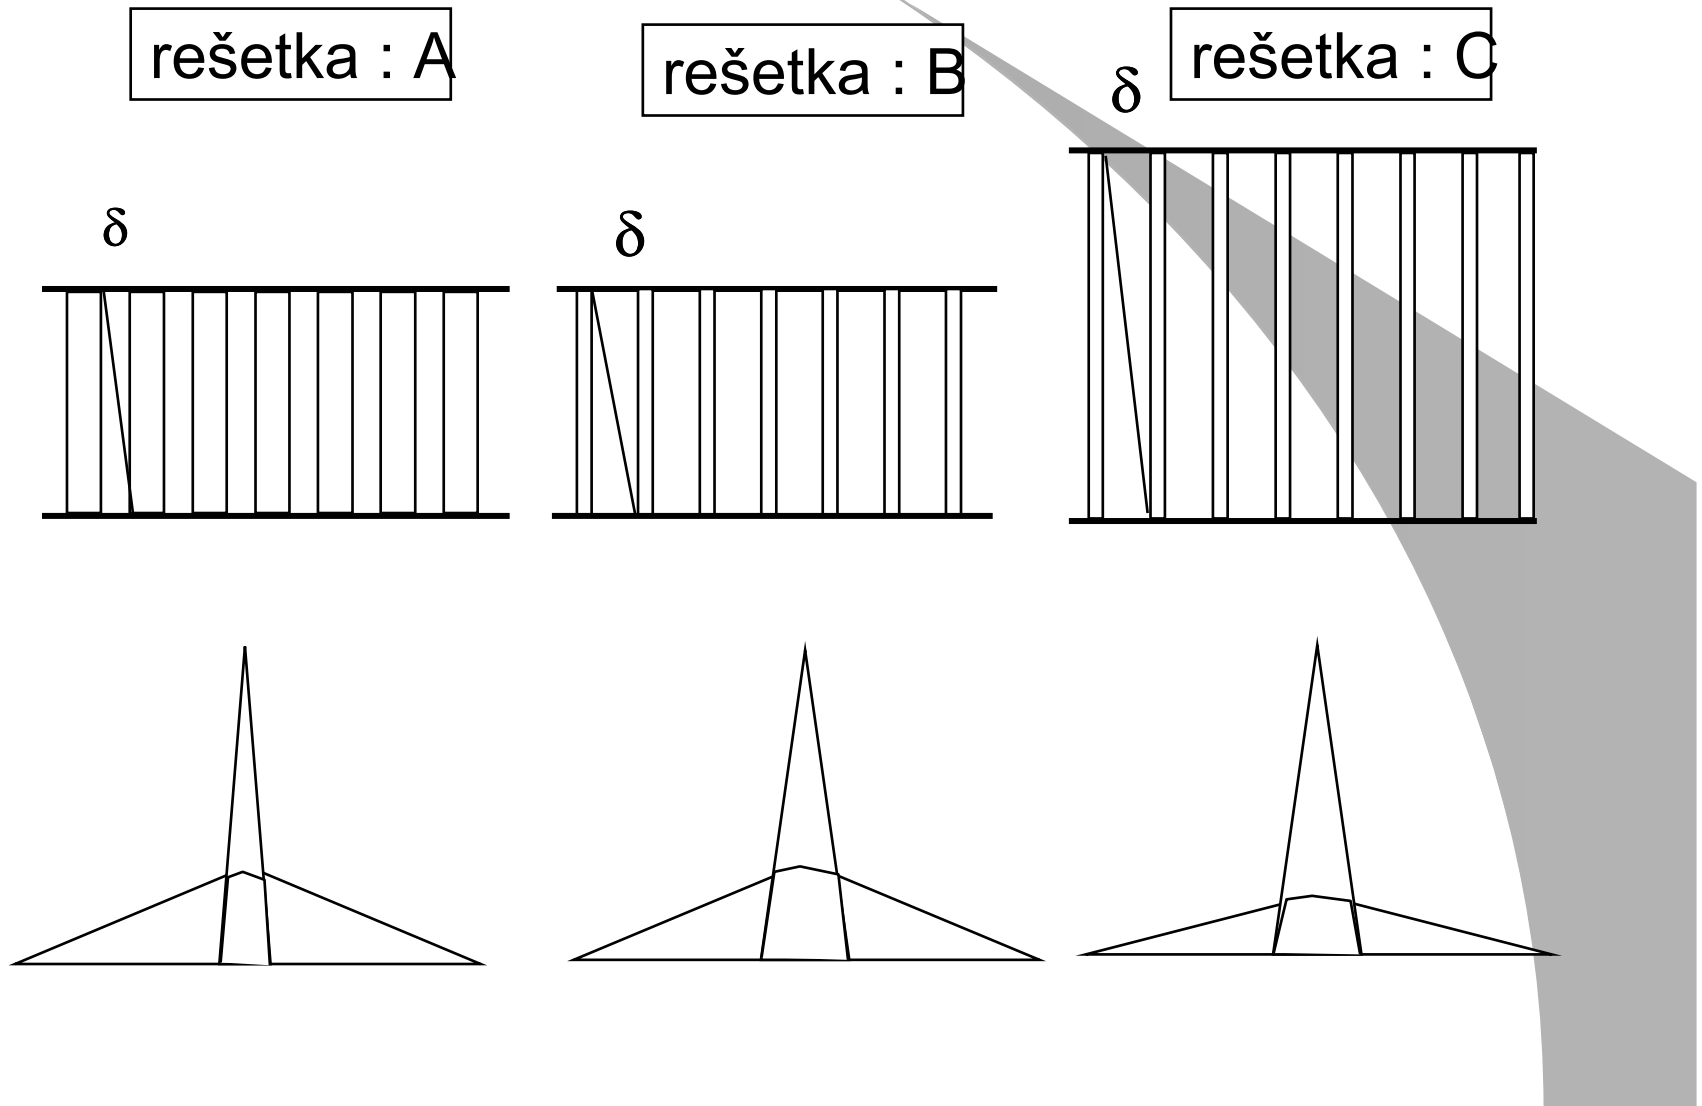 rešetka : A
rešetka : B
rešetka : C
δ
δ
δ